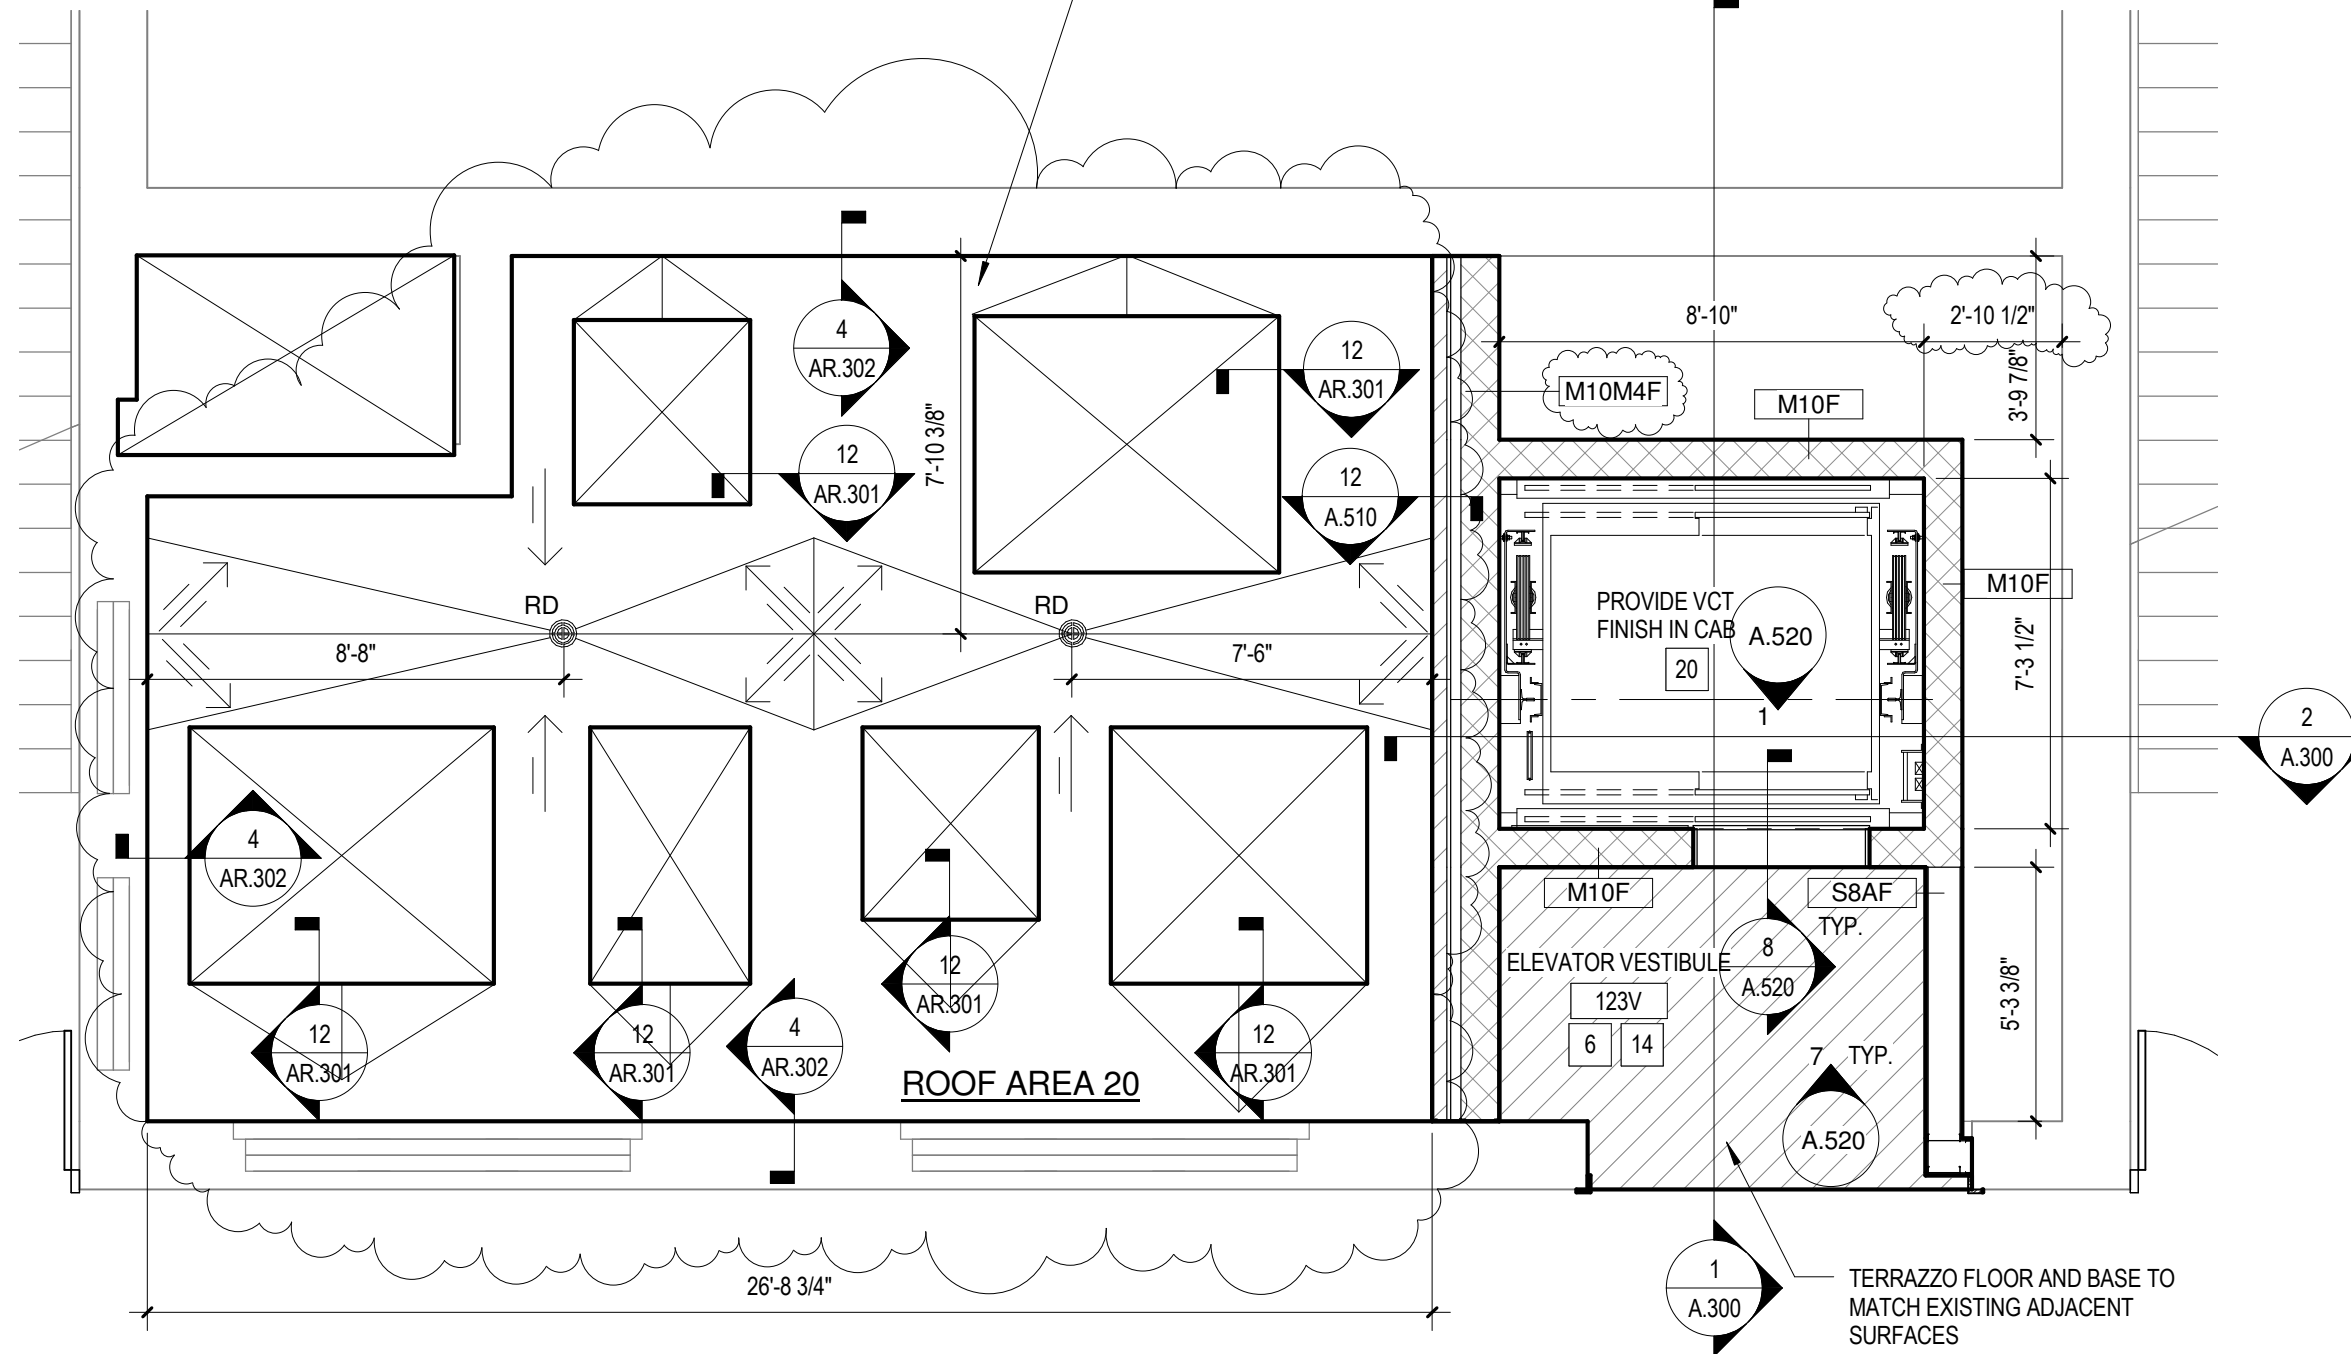 8'-10"
2'-10 1/2"
4
AR.302
12
AR.301
M10M4F
M10F
3'-9 7/8"
7'-10 3/8"
12
AR.301
12
A.510
M10F
RD
RD
PROVIDE VCT
FINISH IN CAB
A.520
1
20
8'-8"
7'-6"
7'-3 1/2"
2
A.300
4
AR.302
M10F
S8AF
TYP.
8
A.520
ELEVATOR VESTIBULE
123V
6
14
5'-3 3/8"
12
AR.301
12
AR.301
12
AR.301
4
AR.302
12
AR.301
ROOF AREA 20
7
TYP.
A.520
26'-8 3/4"
1
A.300
TERRAZZO FLOOR AND BASE TO
MATCH EXISTING ADJACENT
SURFACES